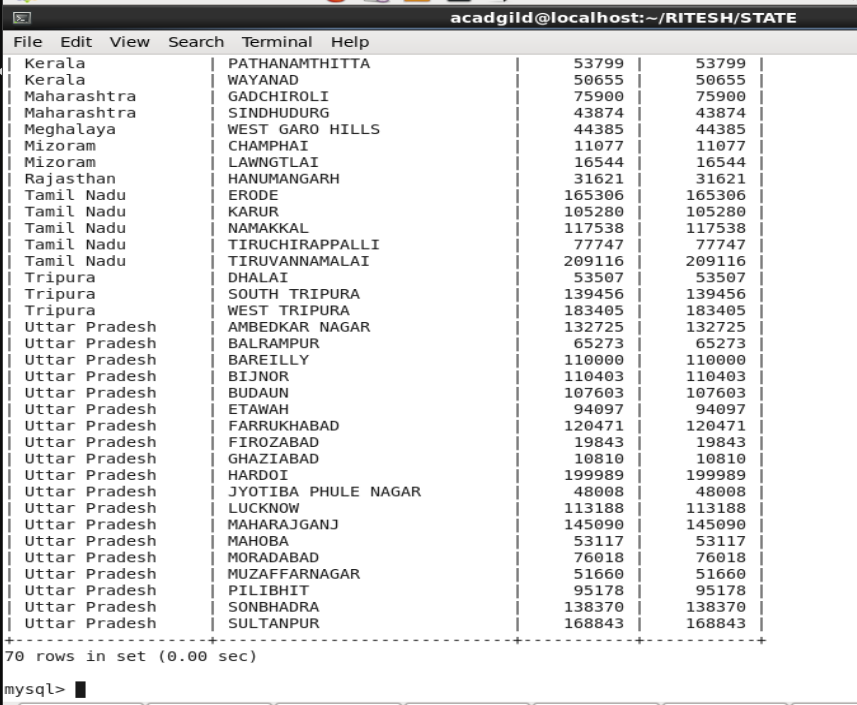 acadgild@localhost:~/RITESH/STATE
File Edit View Search Terminal Help
| Kerala | PATHANAMTHITTA | 53799 | 53799 |
| Kerala | WAYANAD | 50655 | 50655 |
| Maharashtra | GADCHIROLI | 75900 | 75900 |
| Maharashtra | SINDHUDURG | 43874 | 43874 |
| Meghalaya | WEST GARO HILLS | 44385 | 44385 |
| Mizoram | CHAMPHAI | 11077 | 11077 |
| Mizoram | LAWNGTLAI | 16544 | 16544 |
| Rajasthan | HANUMANGARH | 31621 | 31621 |
| Tamil Nadu | ERODE | 165306 | 165306 |
| Tamil Nadu | KARUR | 105280 | 105280 |
| Tamil Nadu | NAMAKKAL | 117538 | 117538 |
| Tamil Nadu | TIRUCHIRAPPALLI | 77747 | 77747 |
| Tamil Nadu | TIRUVANNAMALAI | 209116 | 209116 |
| Tripura | DHALAI | 53507 | 53507 |
| Tripura | SOUTH TRIPURA | 139456 | 139456 |
| Tripura | WEST TRIPURA | 183405 | 183405 |
| Uttar Pradesh | AMBEDKAR NAGAR | 132725 | 132725 |
| Uttar Pradesh | BALRAMPUR | 65273 | 65273 |
| Uttar Pradesh | BAREILLY | 110000 | 110000 |
| Uttar Pradesh | BIJNOR | 110403 | 110403 |
| Uttar Pradesh | BUDAUN | 107603 | 107603 |
| Uttar Pradesh | ETAWAH | 94097 | 94097 |
| Uttar Pradesh | FARRUKHABAD | 120471 | 120471 |
| Uttar Pradesh | FIROZABAD | 19843 | 19843 |
| Uttar Pradesh | GHAZIABAD | 10810 | 10810 |
| Uttar Pradesh | HARDOI | 199989 | 199989 |
| Uttar Pradesh | JYOTIBA PHULE NAGAR | 48008 | 48008 |
| Uttar Pradesh | LUCKNOW | 113188 | 113188 |
| Uttar Pradesh | MAHARAJGANJ | 145090 | 145090 |
| Uttar Pradesh | MAHOBA | 53117 | 53117 |
| Uttar Pradesh | MORADABAD | 76018 | 76018 |
| Uttar Pradesh | MUZAFFARNAGAR | 51660 | 51660 |
| Uttar Pradesh | PILIBHIT | 95178 | 95178 |
| Uttar Pradesh | SONBHADRA | 138370 | 138370 |
| Uttar Pradesh | SULTANPUR | 168843 | 168843 |
+--------------------+------------------------------+------------+------------+
70 rows in set (0.00 sec)
mysql>